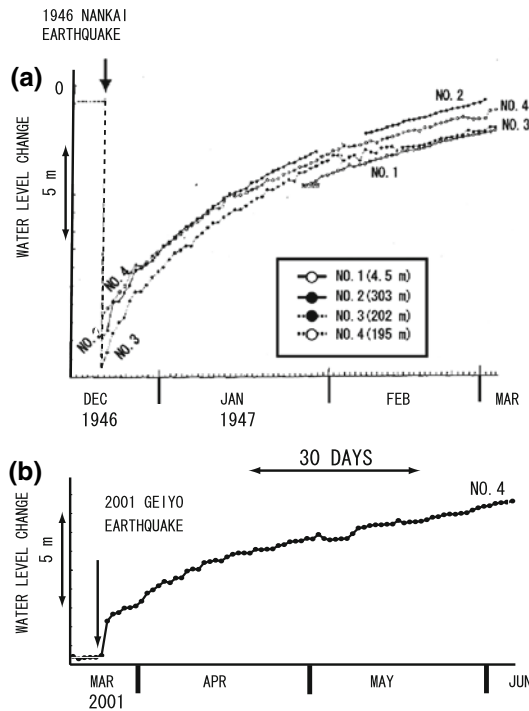 1946 NANKAI
EARTHQUAKE
(a)
0
NO.2
NO.4
NO.3
NO.1
WATER LEVEL CHANGE
5 m
NO.4
NO.2
NO.3
NO.1(4.5 m)
NO.2(303 m)
NO.3(202 m)
NO.4(195 m)
DEC
JAN
FEB
MAR
1946
1947
(b)
30 DAYS
NO.4
2001 GEIYO
EARTHQUAKE
WATER LEVEL CHANGE
5 m
MAR
APR
MAY
JUN
2001